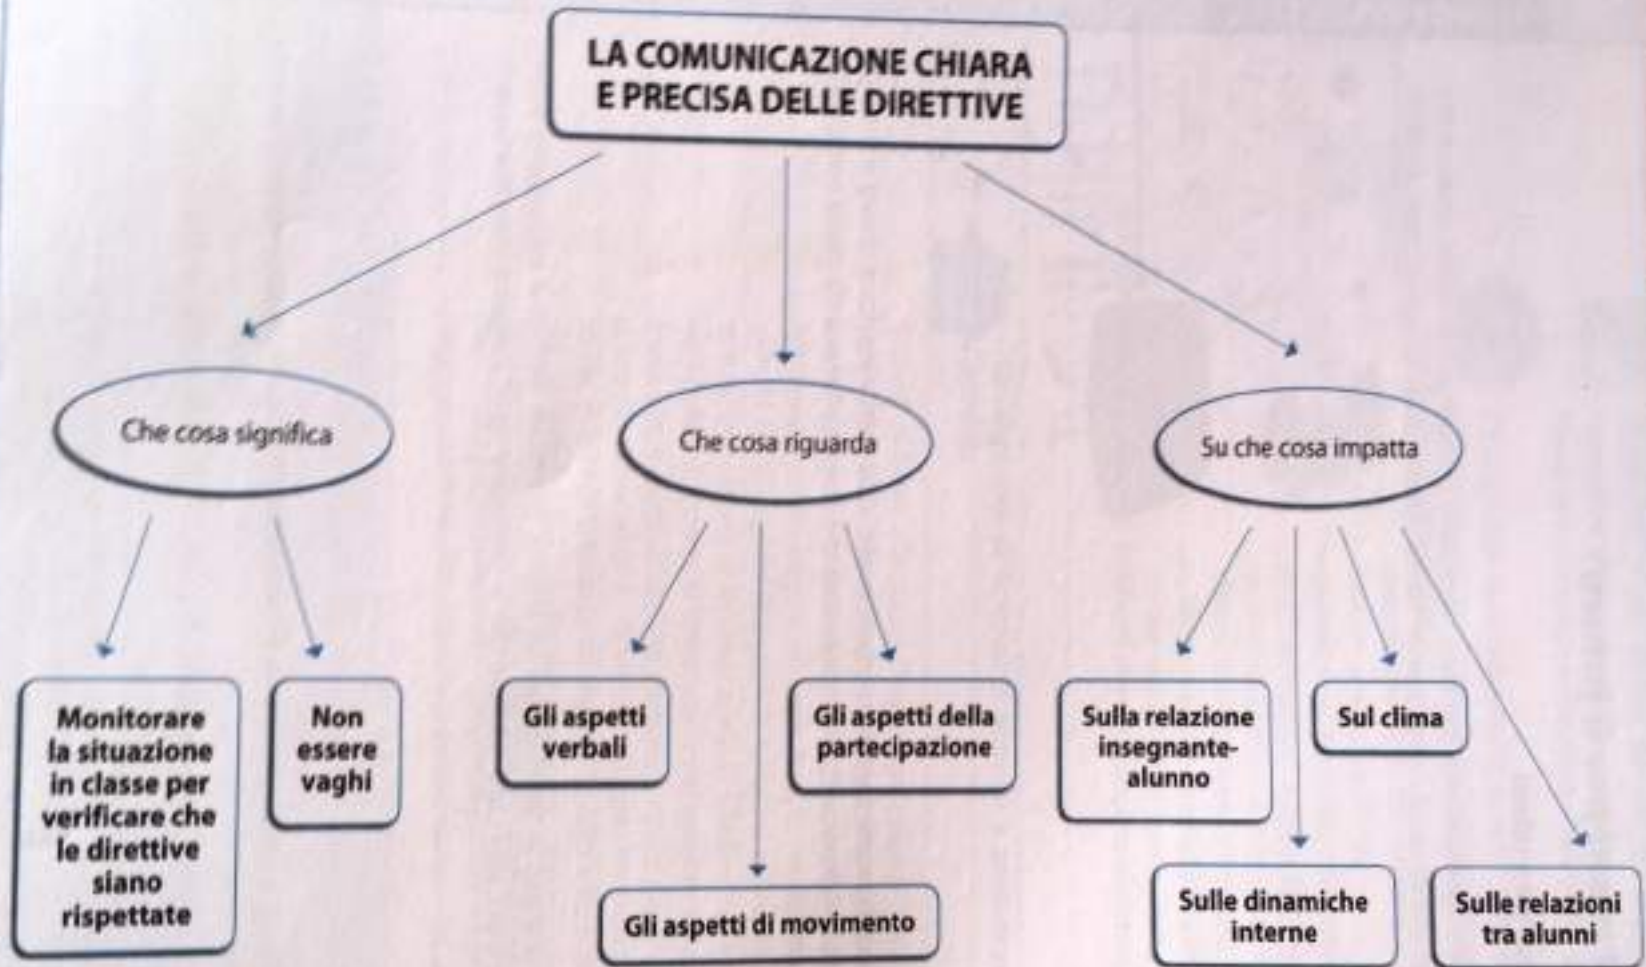 LA COMUNICAZIONE CHIARA
E PRECISA DELLE DIRETTIVE
Che cosa significa
Che cosa riguarda
Su che cosa impatta
Monitorare
la situazione
in classe per
verificare che
le direttive
siano
rispettate
Non
essere
vaghi
Gli aspetti
verbali
Gli aspetti della
partecipazione
Gli aspetti di movimento
Sulla relazione
insegnante-
alunno
Sul clima
Sulle dinamiche
interne
Sulle relazioni
tra alunni